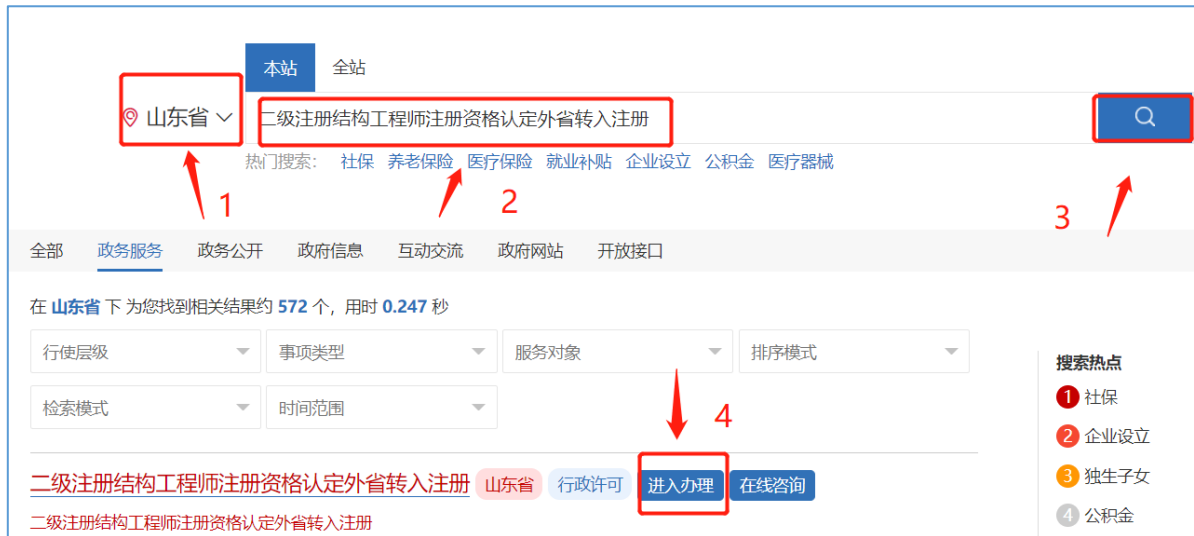 本站 全站
山东省 二级注册结构工程师注册资格认定外省转入注册
热门搜索： 社保 养老保险 医疗保险 就业补贴 企业设立 公积金 医疗器械
1 2 3
全部 政务服务 政务公开 政府信息 互动交流 政府网站 开放接口
在 山东省 下 为您找到相关结果约 572 个，用时 0.247 秒
行使层级 事项类型 服务对象 排序模式
搜索热点
1 社保
检索模式 时间范围 4
2 企业设立
二级注册结构工程师注册资格认定外省转入注册 山东省 行政许可 进入办理 在线咨询
3 独生子女
二级注册结构工程师注册资格认定外省转入注册
4 公积金